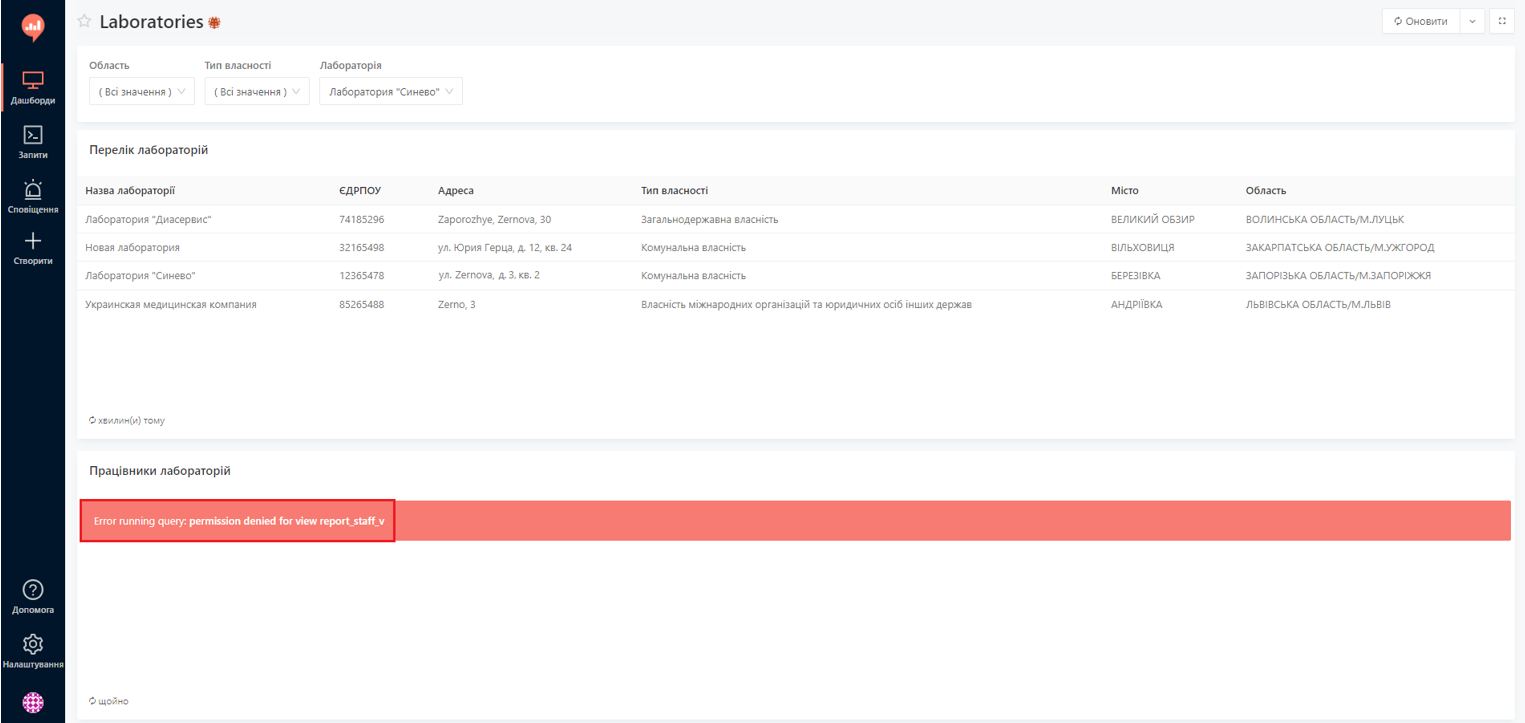 Laboratories
Оновити
Дашборди
Запити
Сповіщення
Створити
Допомога
Налаштування
Область Тип власності Лабораторія
( Всі значення ) ( Всі значення ) Лаборатория "Синево"
Перелік лабораторій
Назва лабораторії ЄДРПОУ Адреса Тип власності Місто Область
Лаборатория "Диасервис" 74185296 Zaporozhye, Zernova, 30 Загальнодержавна власність ВЕЛИКИЙ ОБЗИР ВОЛИНСЬКА ОБЛАСТЬ/М.ЛУЦЬК
Новая лаборатория 32165498 ул. Юрия Герца, д. 12, кв. 24 Комунальна власність ВІЛЬХОВИЦЯ ЗАКАРПАТСЬКА ОБЛАСТЬ/М.УЖГОРОД
Лаборатория "Синево" 12365478 ул. Zernova, д. 3, кв. 2 Комунальна власність БЕРЕЗІВКА ЗАПОРІЗЬКА ОБЛАСТЬ/М.ЗАПОРІЖЖЯ
Украинская медицинская компания 85265488 Zerno, 3 Власність міжнародних організацій та юридичних осіб інших держав АНДРІЇВКА ЛЬВІВСЬКА ОБЛАСТЬ/М.ЛЬВІВ
хвилин(и) тому
Працівники лабораторій
Error running query: permission denied for view report_staff_v
щойно